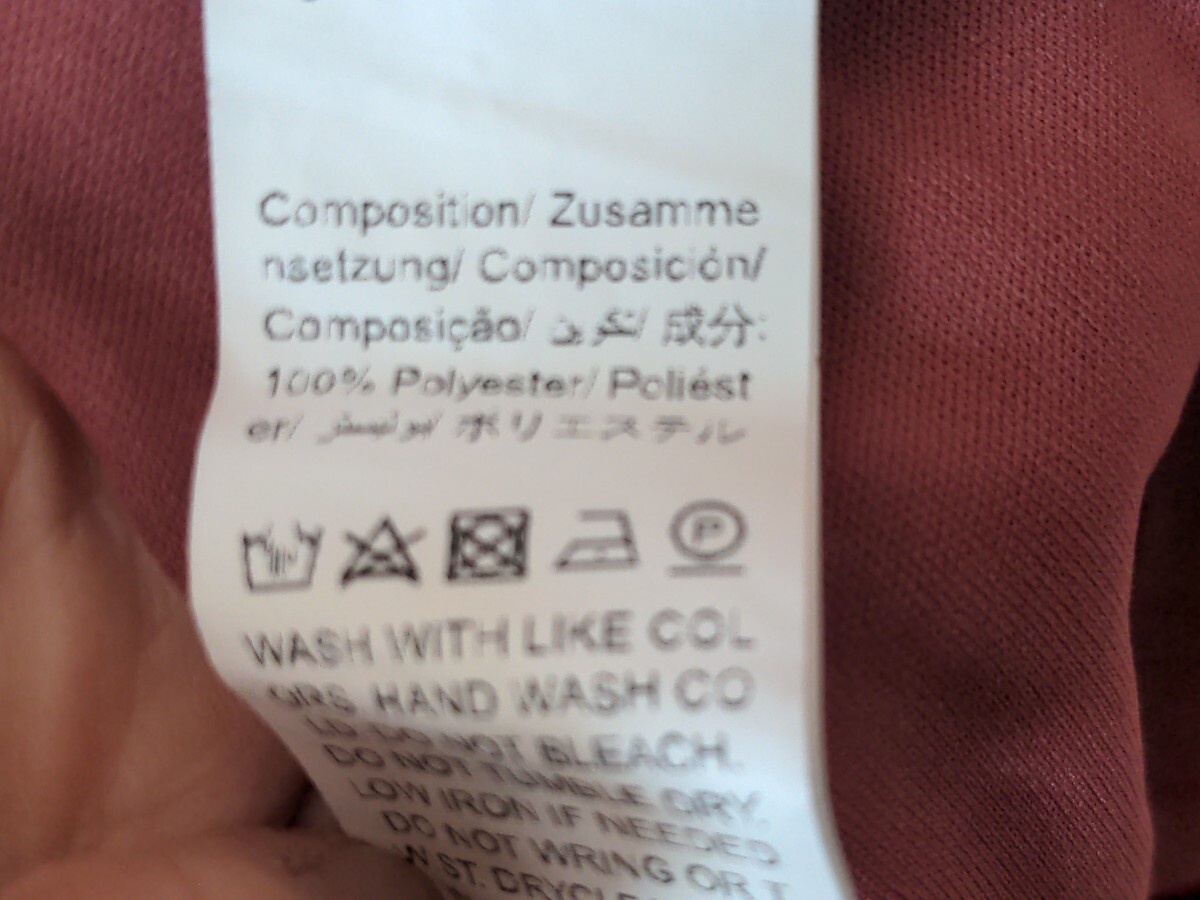 Composition/ Zusamme
nsetzung/ Composición/
Composição/ تكوين/ 成分:
100% Polyester/ Poliést
er/ بوليستر/ ポリエステル
P
WASH WITH LIKE COL
ORS. HAND WASH CO
LD. DO NOT BLEACH.
DO NOT TUMBLE DRY.
LOW IRON IF NEEDED
DO NOT WRING OR T
W ST. DRYCLE